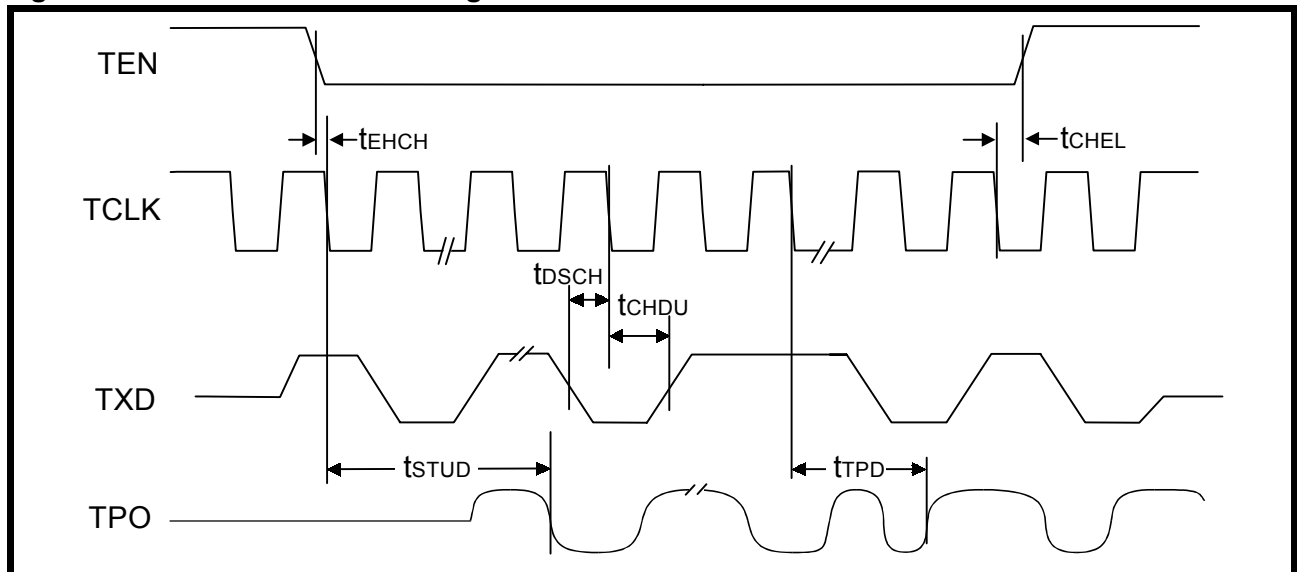 TEN
tEHCH
tCHEL
TCLK
tDSCH
tCHDU
TXD
tSTUD
tTPD
TPO